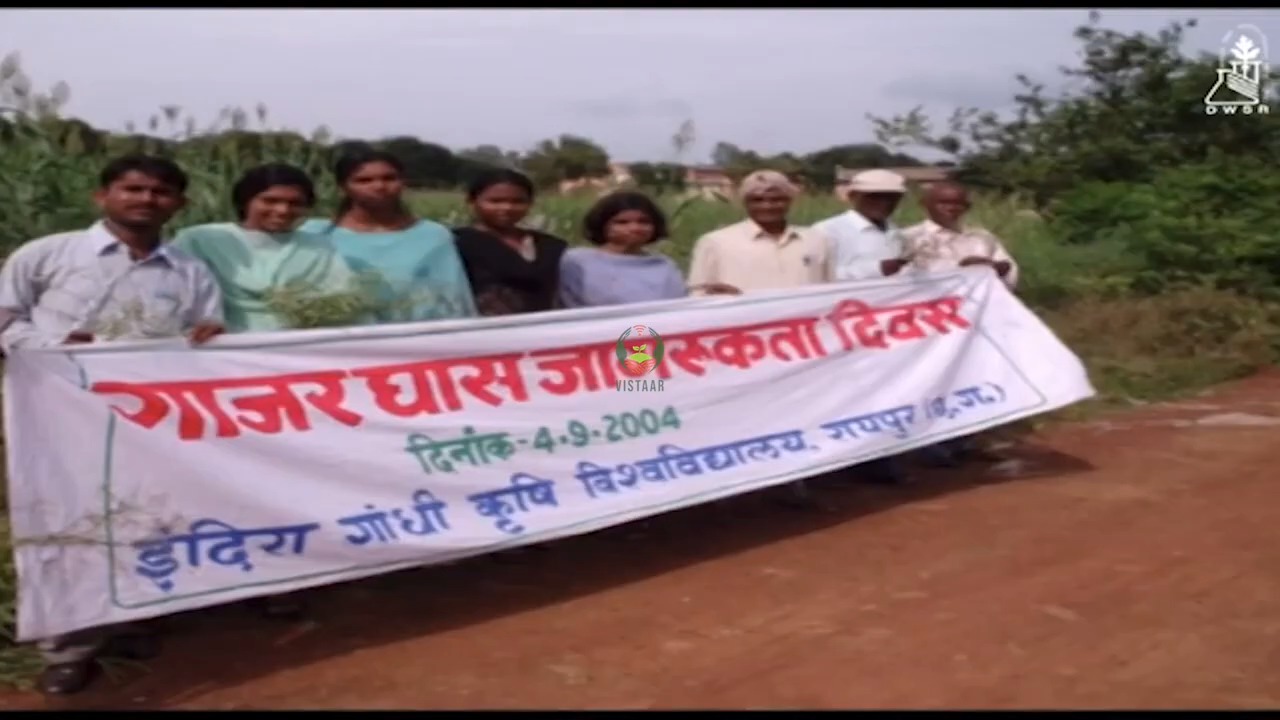 DWSR
गाजर घास जागरूकता दिवस
VISTAAR
दिनांक-4.9.2004
इंदिरा गांधी कृषि विश्वविद्यालय, रायपुर (छ.ग.)